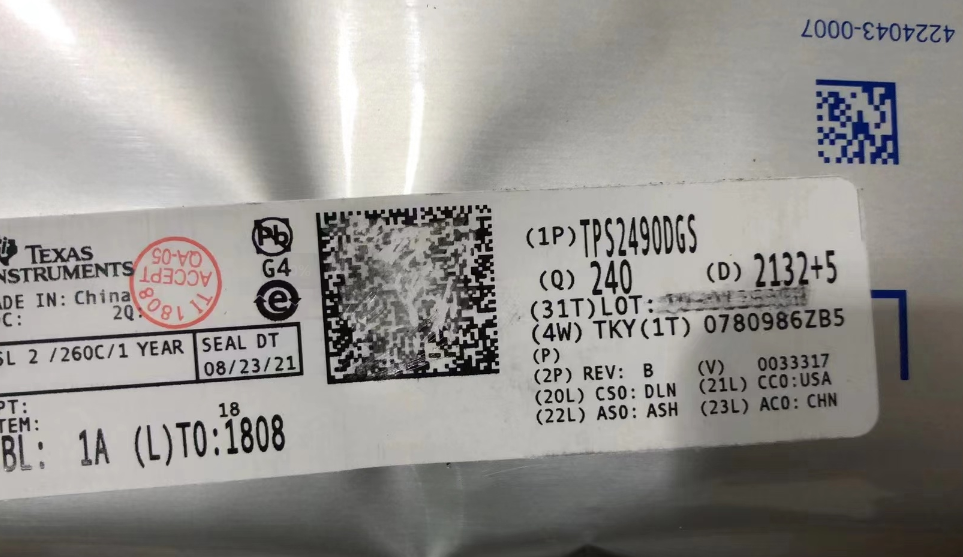 4224043-0007
TEXAS
NSTRUMENTS
ADE IN: China
C:
2Q:
ACCEPT
QA-05
TI 1808
Pb
G4
e
SL 2 /260C/1 YEAR
SEAL DT
08/23/21
PT:
TEM:
18
BL: 1A (L)TO:1808
(1P)TPS2490DGS
(Q) 240 (D) 2132+5
(31T)LOT:
(4W) TKY(1T) 0780986ZB5
(P)
(2P) REV: B (V) 0033317
(20L) CSO: DLN (21L) CCO:USA
(22L) ASO: ASH (23L) ACO: CHN